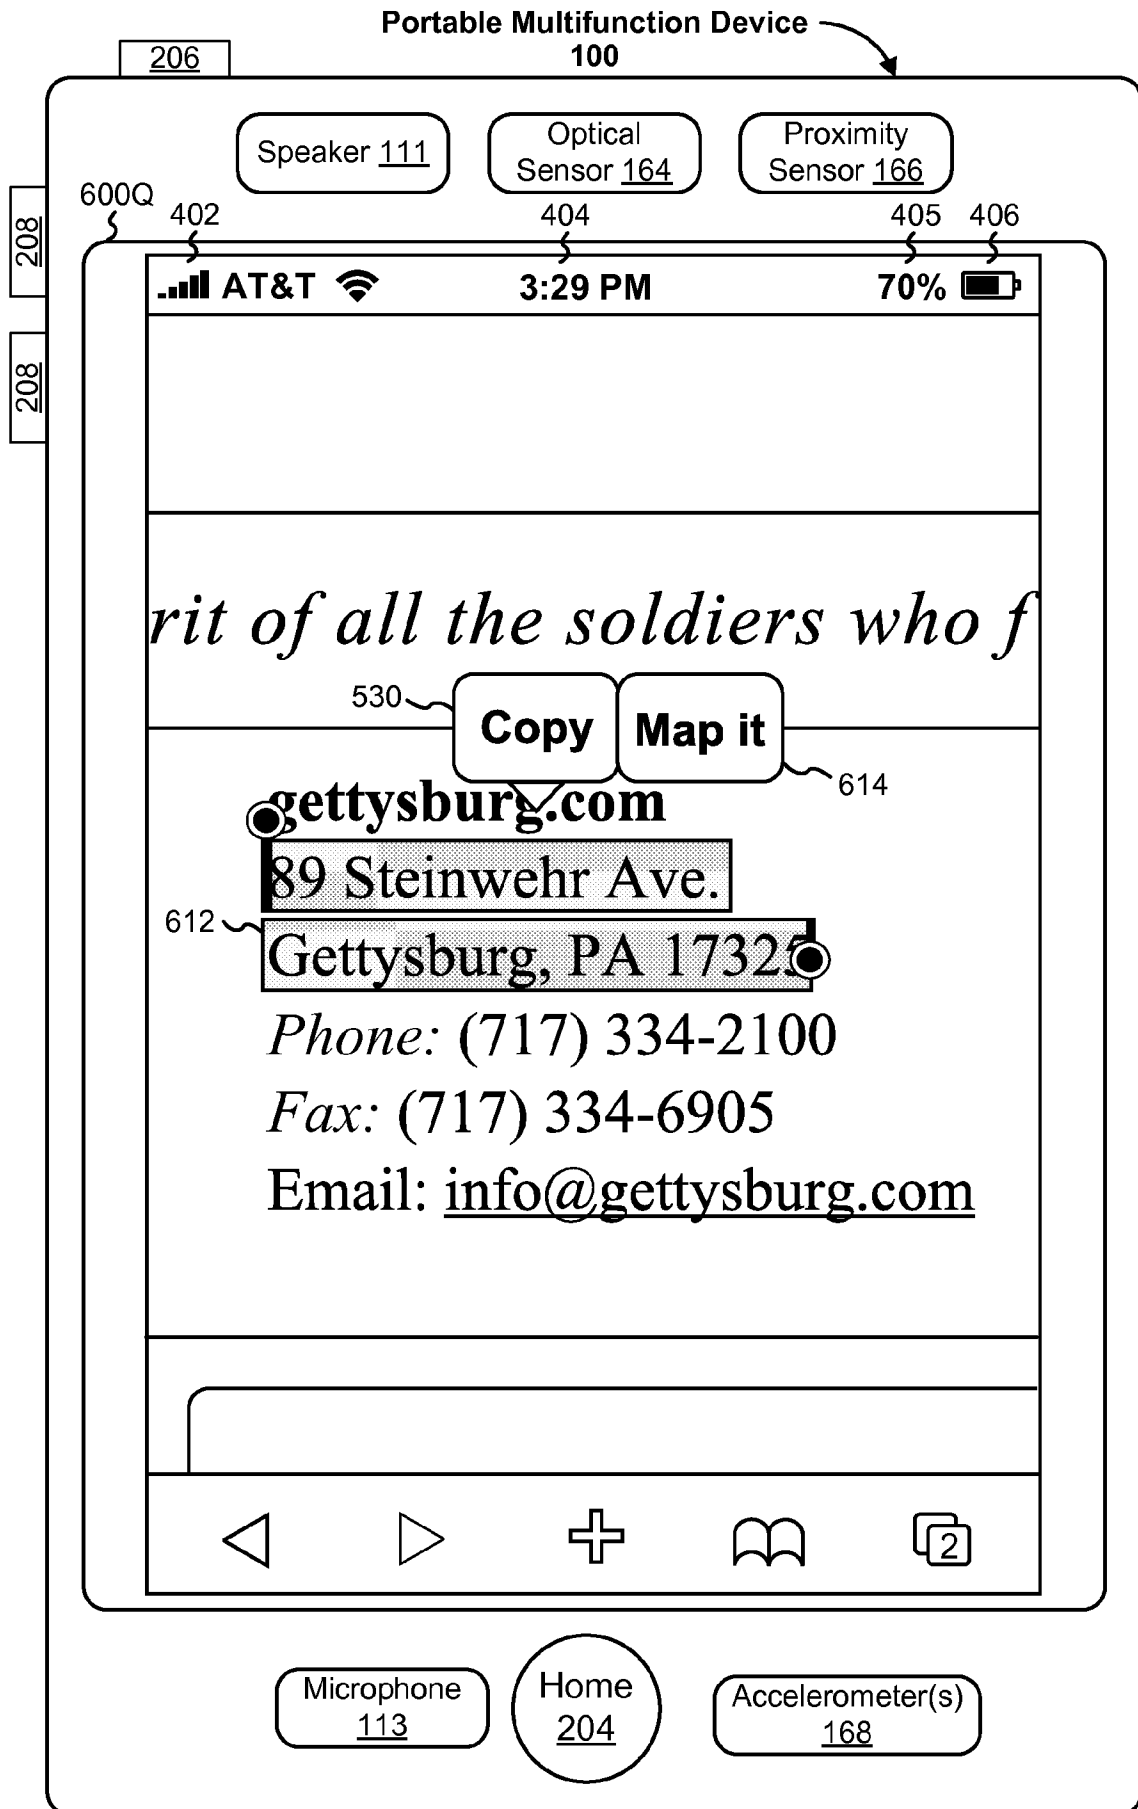 Portable Multifunction Device
100
206
Speaker 111
Optical
Sensor 164
Proximity
Sensor 166
600Q
402
404
405
406
208
208
AT&T
3:29 PM
70%
rit of all the soldiers who f
530
Copy
Map it
614
gettysburg.com
89 Steinwehr Ave.
612
Gettysburg, PA 17325
Phone: (717) 334-2100
Fax: (717) 334-6905
Email: info@gettysburg.com
2
Microphone
113
Home
204
Accelerometer(s)
168